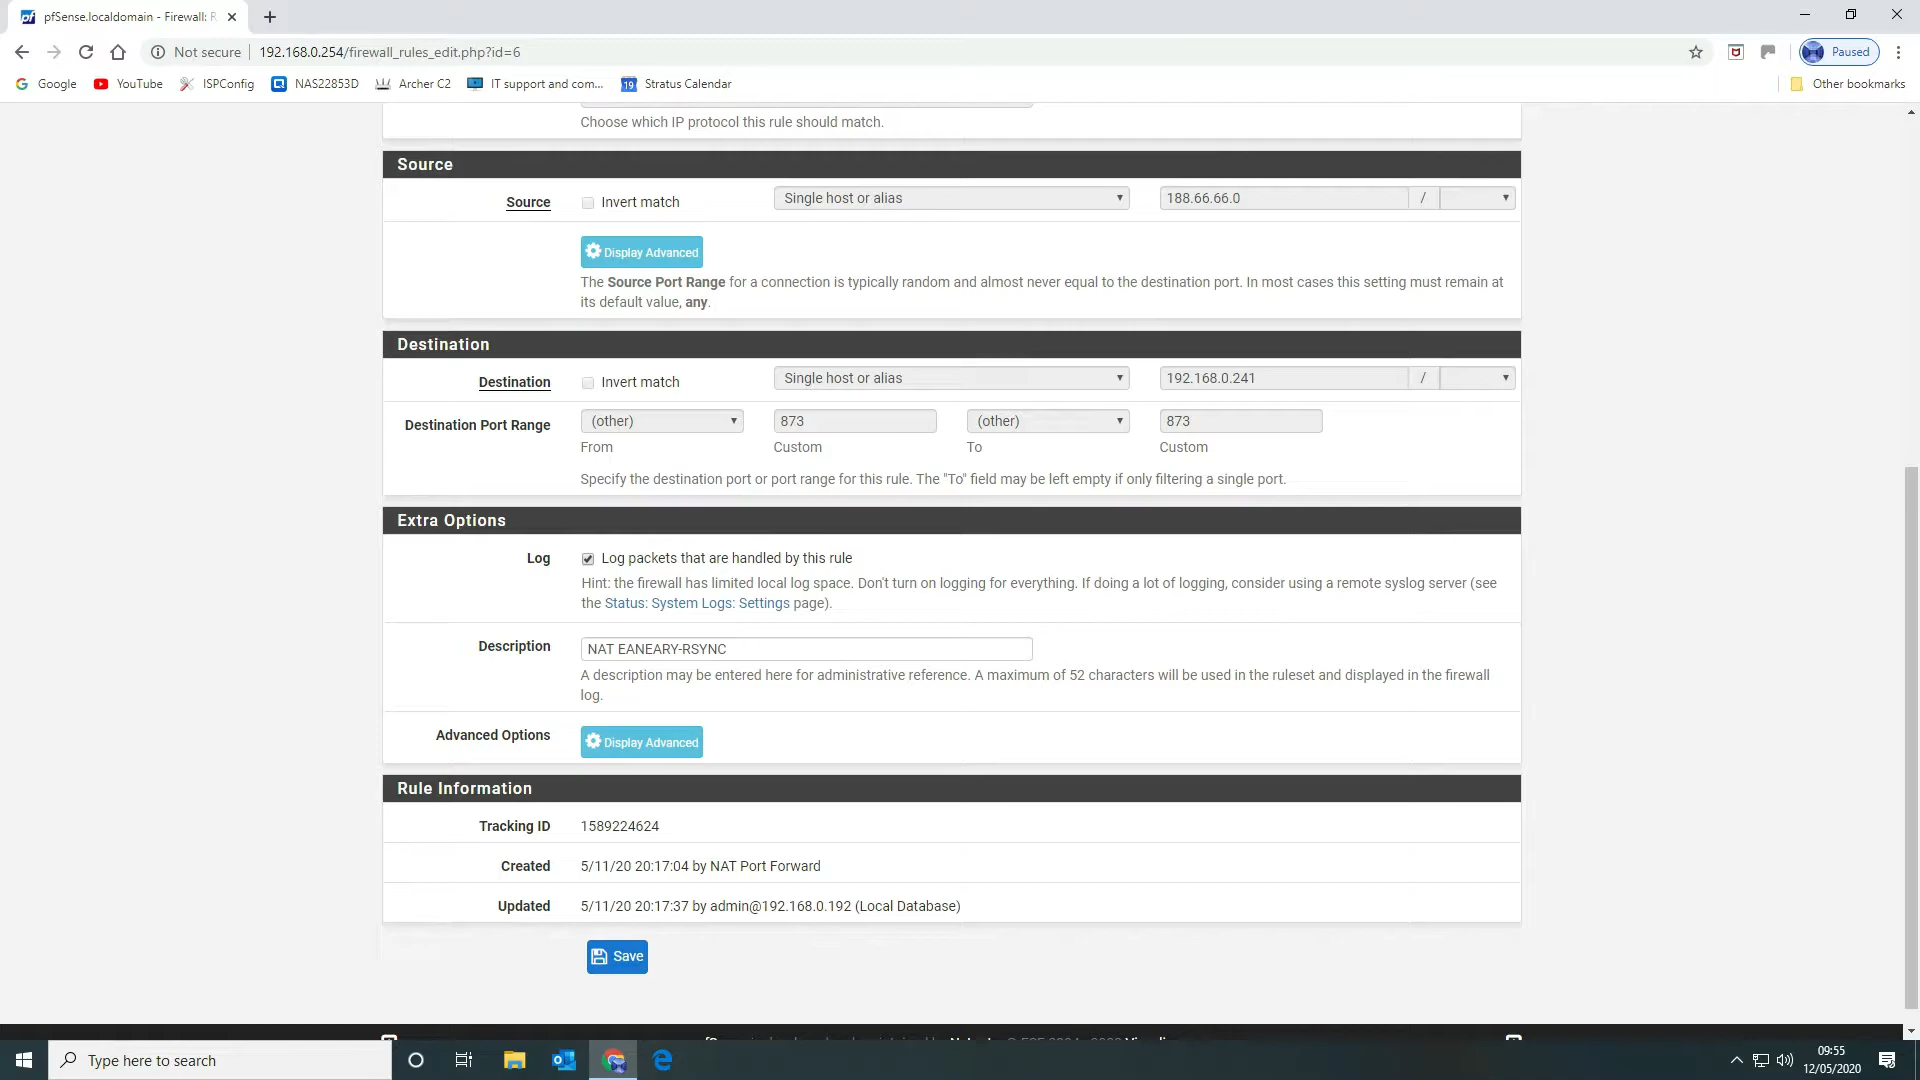 pfSense.localdomain - Firewall: R
Not secure
192.168.0.254/firewall_rules_edit.php?id=6
Paused
Google
YouTube
ISPConfig
NAS22853D
Archer C2
IT support and com...
19
Stratus Calendar
Other bookmarks
Choose which IP protocol this rule should match.
Source
Source
Invert match
Single host or alias
188.66.66.0
/
Display Advanced
The Source Port Range for a connection is typically random and almost never equal to the destination port. In most cases this setting must remain at
its default value, any.
Destination
Destination
Invert match
Single host or alias
192.168.0.241
/
Destination Port Range
(other)
873
(other)
873
From
Custom
To
Custom
Specify the destination port or port range for this rule. The "To" field may be left empty if only filtering a single port.
Extra Options
Log
Log packets that are handled by this rule
Hint: the firewall has limited local log space. Don't turn on logging for everything. If doing a lot of logging, consider using a remote syslog server (see
the Status: System Logs: Settings page).
Description
NAT EANEARY-RSYNC
A description may be entered here for administrative reference. A maximum of 52 characters will be used in the ruleset and displayed in the firewall
log.
Advanced Options
Display Advanced
Rule Information
Tracking ID
1589224624
Created
5/11/20 20:17:04 by NAT Port Forward
Updated
5/11/20 20:17:37 by admin@192.168.0.192 (Local Database)
Save
Type here to search
09:55
12/05/2020